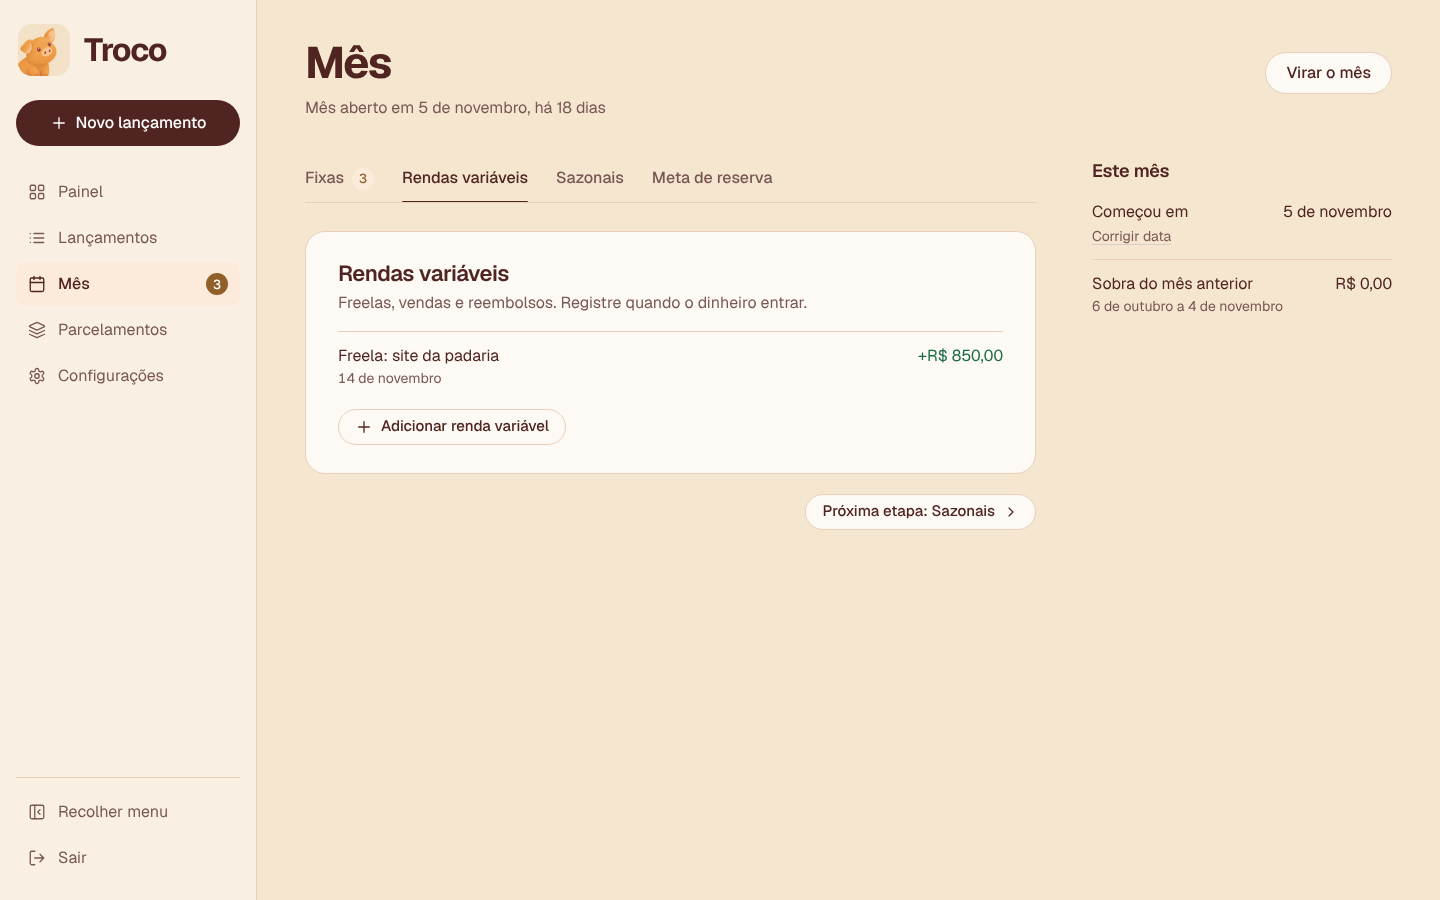 Troco
Novo lançamento
Painel
Lançamentos
Mês
3
Parcelamentos
Configurações
Recolher menu
Sair
Mês
Mês aberto em 5 de novembro, há 18 dias
Virar o mês
Fixas 3 Rendas variáveis Sazonais Meta de reserva
Rendas variáveis
Freelas, vendas e reembolsos. Registre quando o dinheiro entrar.
Freela: site da padaria +R$ 850,00
14 de novembro
Adicionar renda variável
Próxima etapa: Sazonais
Este mês
Começou em 5 de novembro
Corrigir data
Sobra do mês anterior R$ 0,00
6 de outubro a 4 de novembro